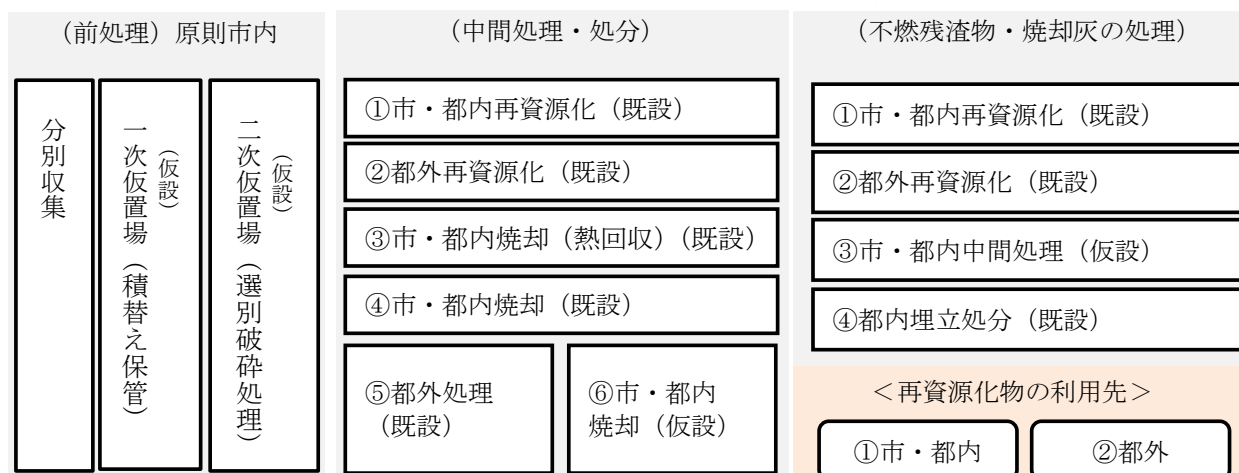 (前処理)原則市内
分別収集
一次仮置場(積替え保管)
(仮設)
二次仮置場(選別破砕処理)
(仮設)
(中間処理・処分)
①市・都内再資源化(既設)
②都外再資源化(既設)
③市・都内焼却(熱回収)(既設)
④市・都内焼却(既設)
⑤都外処理
(既設)
⑥市・都内
焼却(仮設)
(不燃残渣物・焼却灰の処理)
①市・都内再資源化(既設)
②都外再資源化(既設)
③市・都内中間処理(仮設)
④都内埋立処分(既設)
<再資源化物の利用先>
①市・都内
②都外